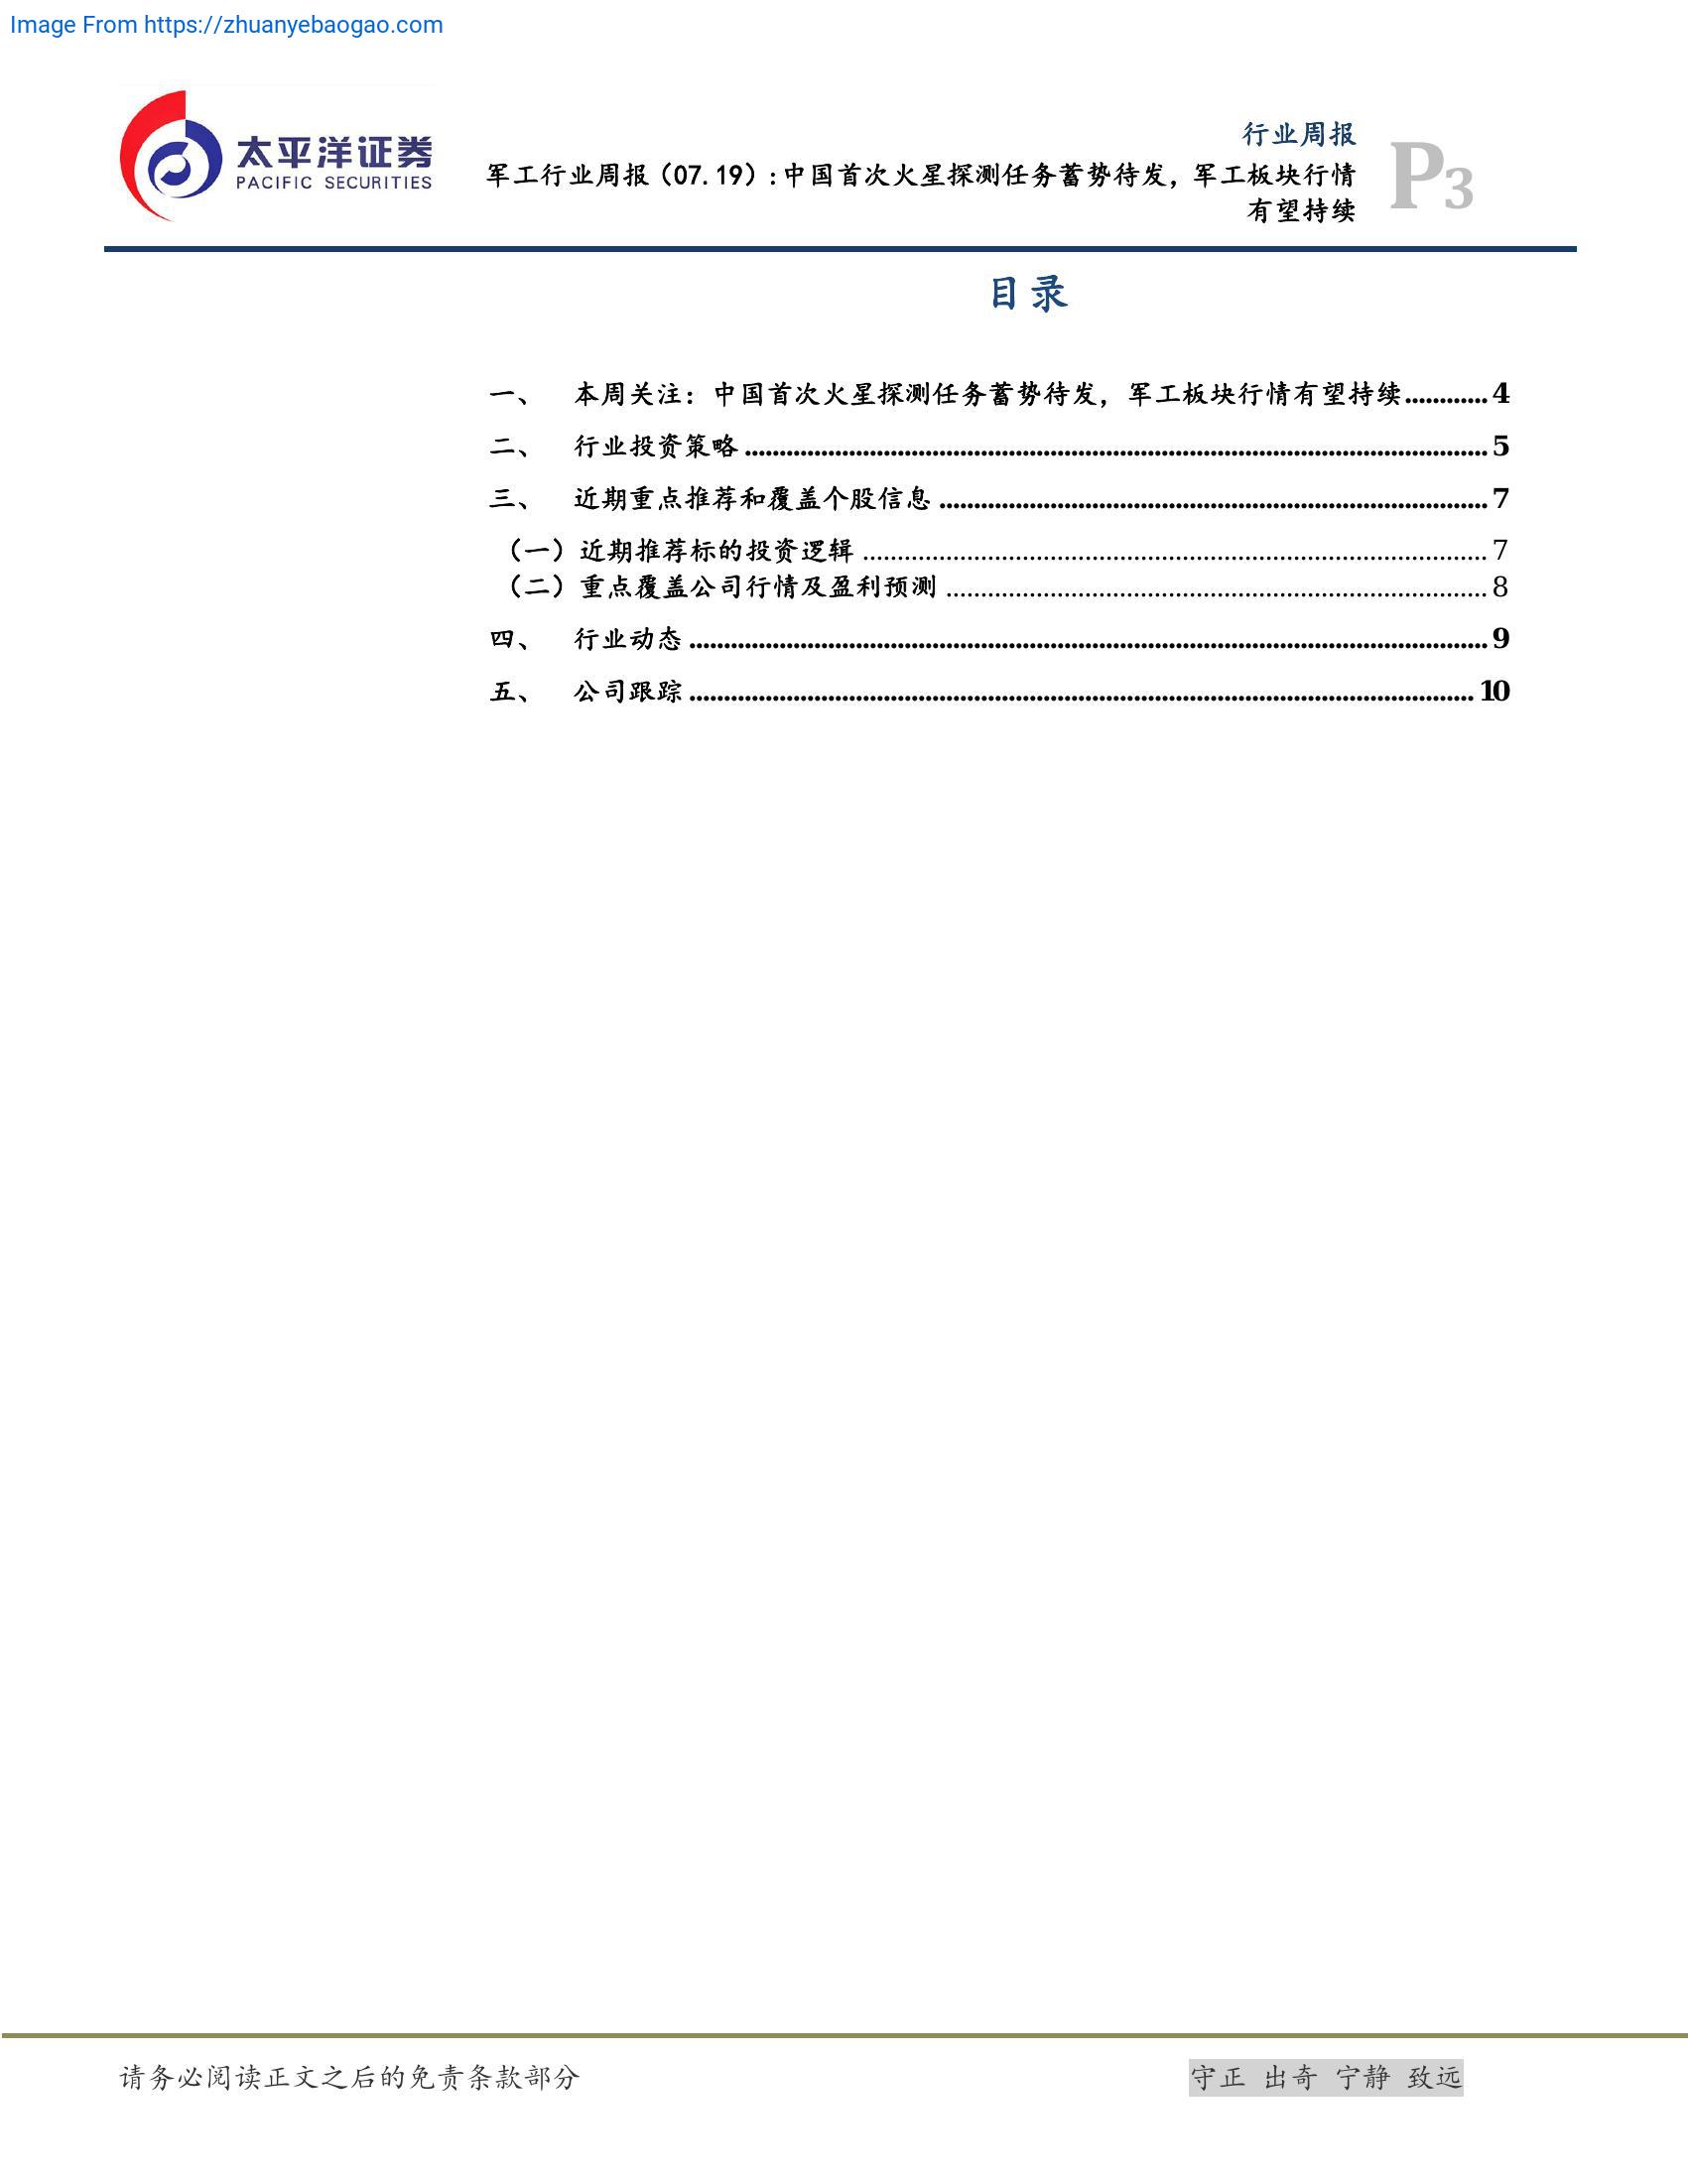 Image From https://zhuanyebaogao.com
太平洋证券
PACIFIC SECURITIES
行业周报
军工行业周报（07.19）：中国首次火星探测任务蓄势待发，军工板块行情
有望持续
P3
目录
一、 本周关注：中国首次火星探测任务蓄势待发，军工板块行情有望持续............4
二、 行业投资策略............5
三、 近期重点推荐和覆盖个股信息............7
（一）近期推荐标的投资逻辑............7
（二）重点覆盖公司行情及盈利预测............8
四、 行业动态............9
五、 公司跟踪............10
请务必阅读正文之后的免责条款部分
守正 出奇 宁静 致远